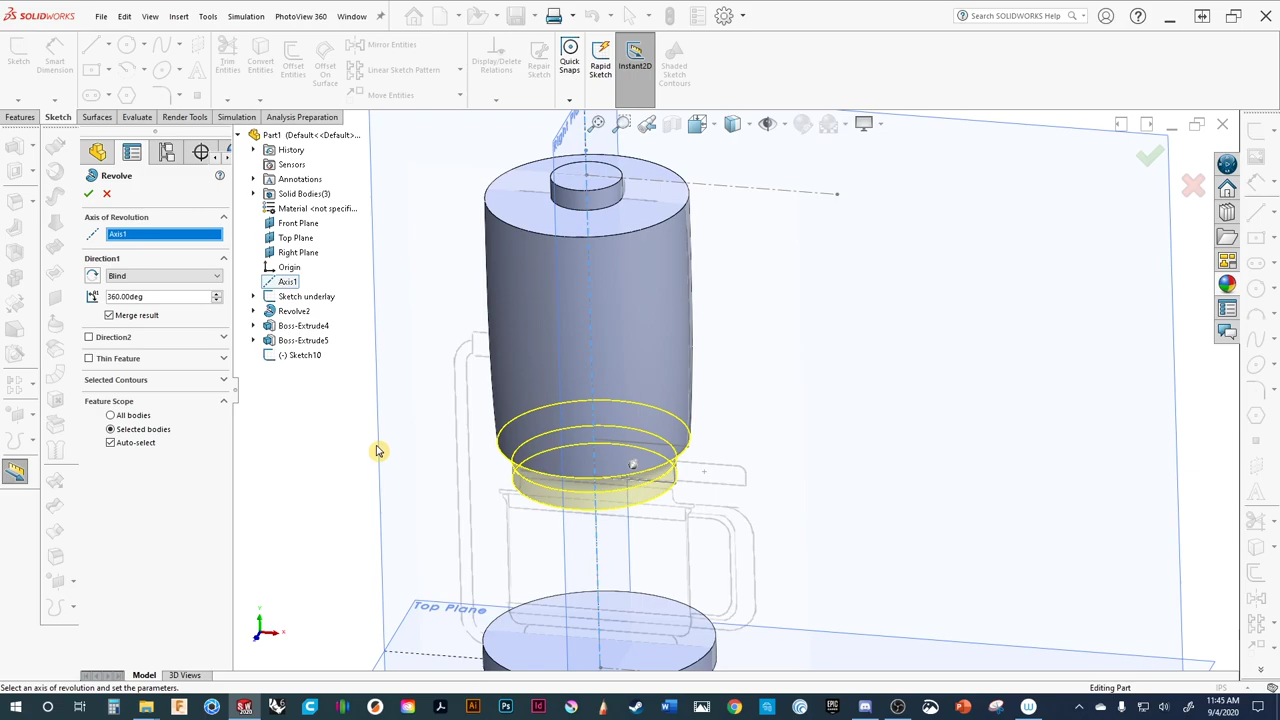 SOLIDWORKS
File Edit View Insert Tools Simulation PhotoView 360 Window
Search SOLIDWORKS Help
Sketch
Smart Dimension
Trim Entities
Convert Entities
Offset Entities
Offset On Surface
Mirror Entities
Linear Sketch Pattern
Move Entities
Display/Delete Relations
Repair Sketch
Quick Snaps
Rapid Sketch
Instant2D
Shaded Sketch Contours
Features Sketch Surfaces Evaluate Render Tools Simulation Analysis Preparation
Revolve
Axis of Revolution
Axis1
Direction1
Blind
360.00deg
Merge result
Direction2
Thin Feature
Selected Contours
Feature Scope
All bodies
Selected bodies
Auto-select
Part1 (Default<<Default>...
History
Sensors
Annotations
Solid Bodies(3)
Material <not specifi...
Front Plane
Top Plane
Right Plane
Origin
Axis1
Sketch underlay
Revolve2
Boss-Extrude4
Boss-Extrude5
(-) Sketch10
Top Plane
Model 3D Views
Select an axis of revolution and set the parameters.
Editing Part
IPS
11:45 AM
9/4/2020